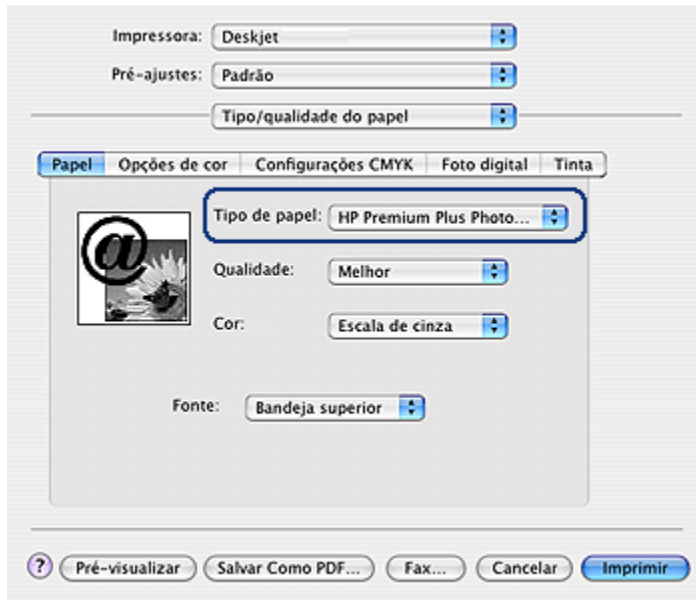 Impressora: Deskjet
Pré-ajustes: Padrão
Tipo/qualidade do papel
Papel Opções de cor Configurações CMYK Foto digital Tinta
Tipo de papel: HP Premium Plus Photo...
@
Qualidade: Melhor
Cor: Escala de cinza
Fonte: Bandeja superior
? Pré-visualizar Salvar Como PDF... Fax... Cancelar Imprimir